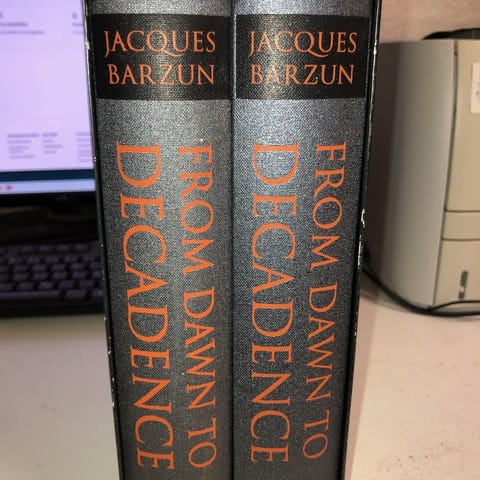 JACQUES
BARZUN
FROM DAWN TO
DECADENCE
JACQUES
BARZUN
FROM DAWN TO
DECADENCE